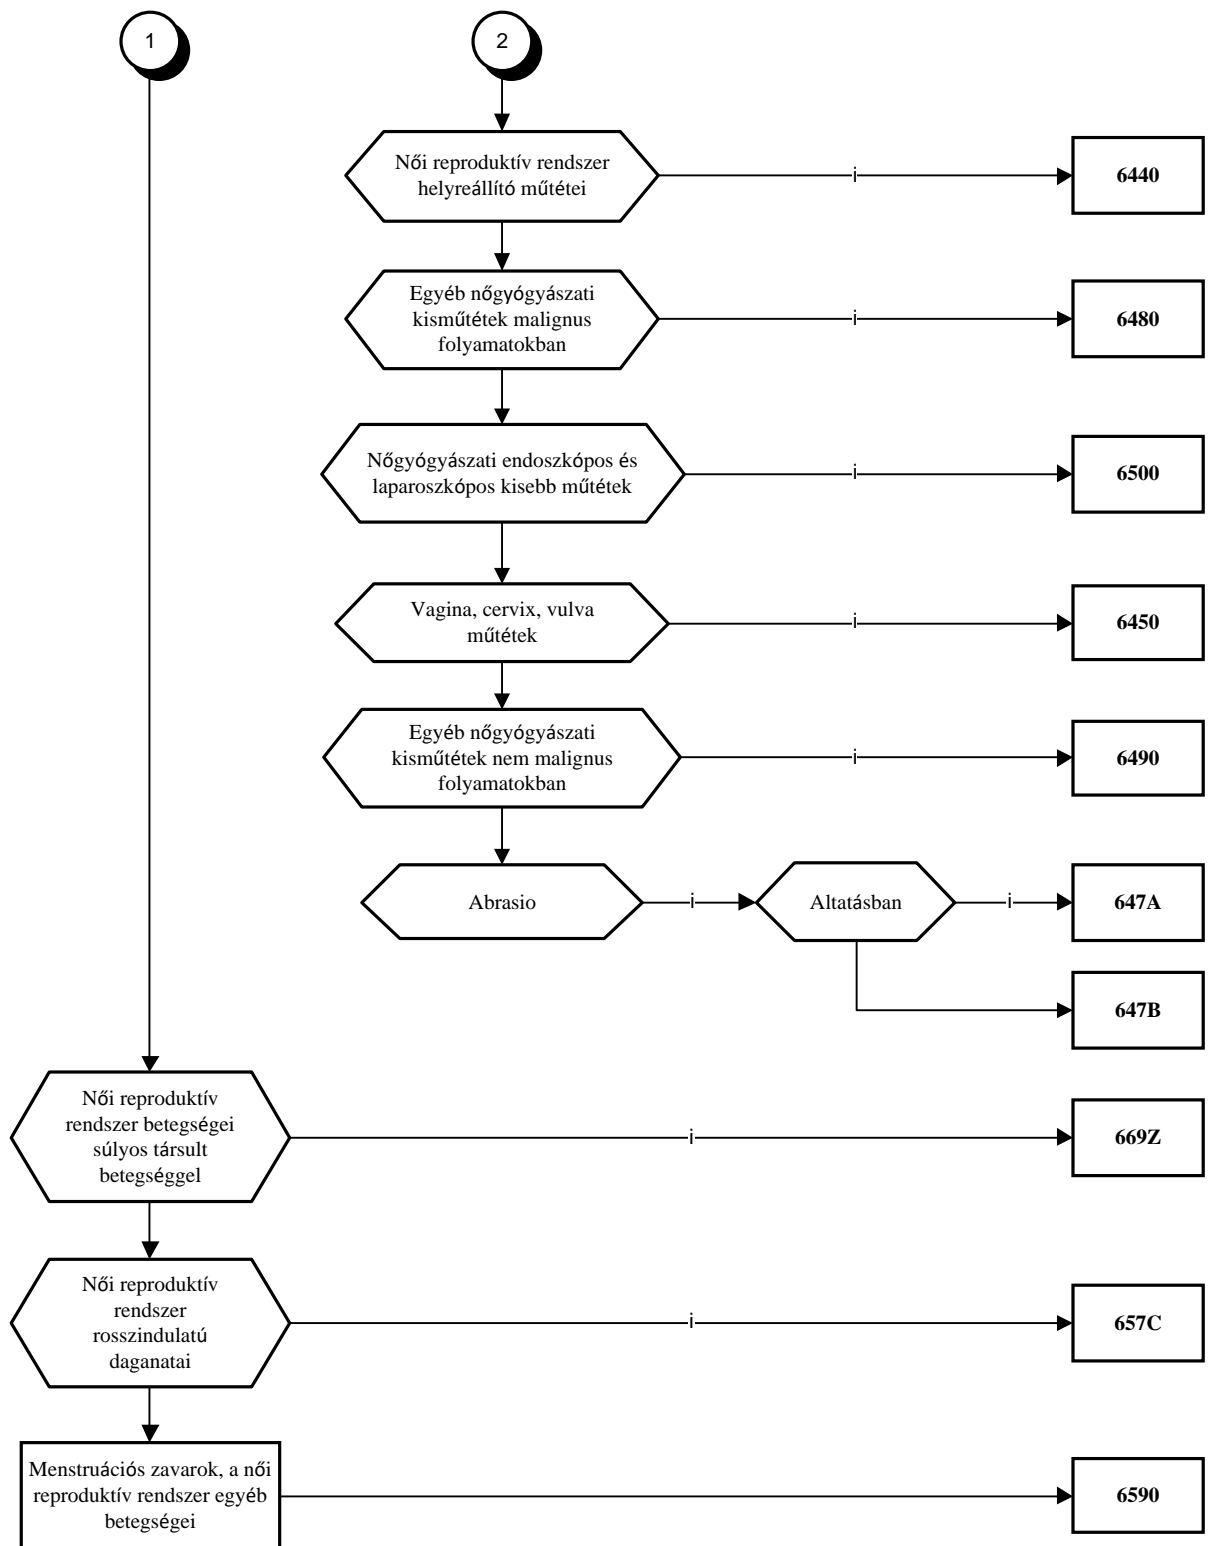 1
2
Női reproduktív rendszer
helyreállító műtétei
i
6440
Egyéb nőgyógyászati
kisműtétek malignus
folyamatokban
i
6480
Nőgyógyászati endoszkópos és
laparoszkópos kisebb műtétek
i
6500
Vagina, cervix, vulva
műtétek
i
6450
Egyéb nőgyógyászati
kisműtétek nem malignus
folyamatokban
i
6490
Abrasio
i
Altatásban
i
647A
647B
Női reproduktív
rendszer betegségei
súlyos társult
betegséggel
i
669Z
Női reproduktív
rendszer
rosszindulatú
daganatai
i
657C
Menstruációs zavarok, a női
reproduktív rendszer egyéb
betegségei
6590